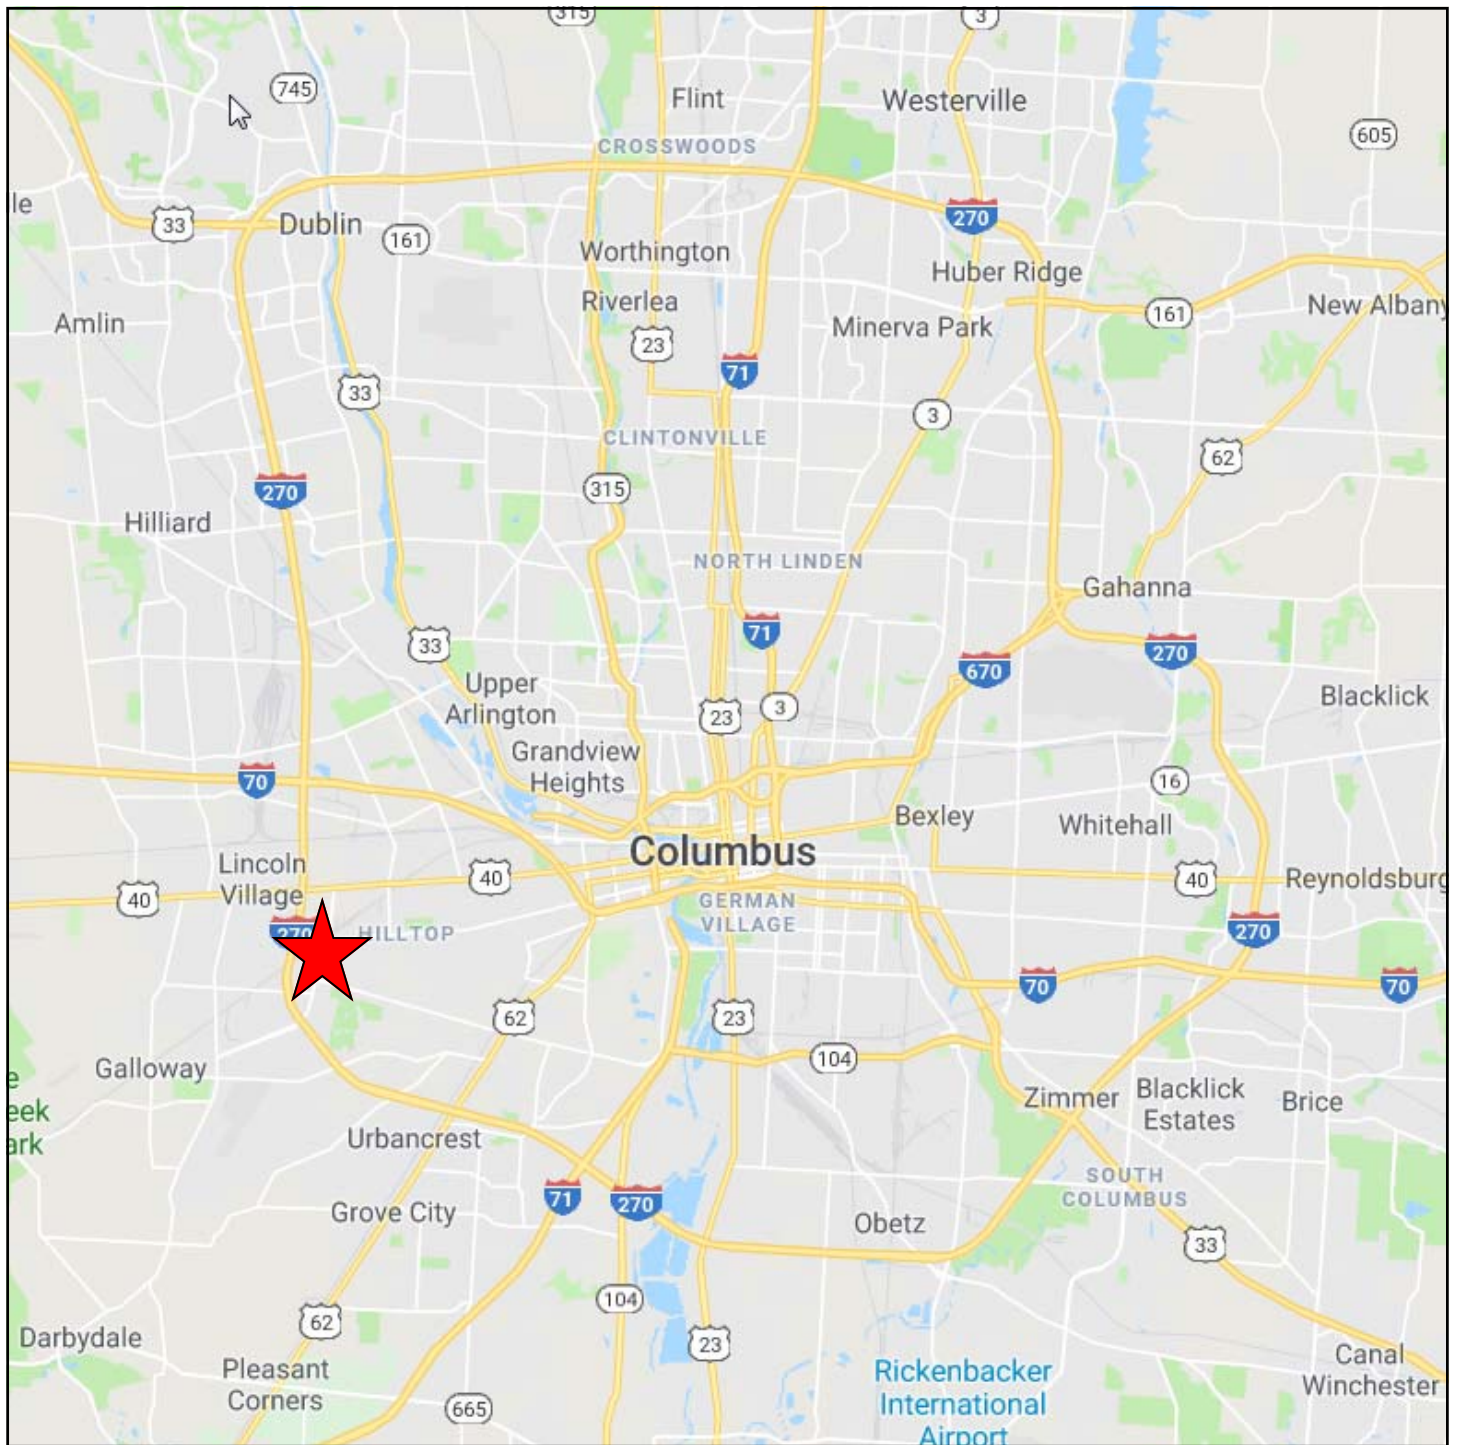 315
3
745
Flint
Westerville
605
CROSSWOODS
le
33
Dublin
161
270
Worthington
Huber Ridge
Riverlea
161
New Albany
Amlin
23
Minerva Park
71
33
3
CLINTONVILLE
62
270
315
Hilliard
NORTH LINDEN
Gahanna
71
33
270
670
Upper
Arlington
Blacklick
23
3
Grandview
Heights
70
16
Bexley
Whitehall
Columbus
Lincoln
Village
40
40
40
Reynoldsburg
GERMAN
VILLAGE
270
HILLTOP
270
70
70
62
23
104
Galloway
e
eek
ark
Zimmer
Blacklick
Estates
Brice
Urbancrest
SOUTH
COLUMBUS
71
270
Grove City
Obetz
33
104
62
23
Darbydale
Pleasant
Corners
Canal
Winchester
665
Rickenbacker
International
Airport